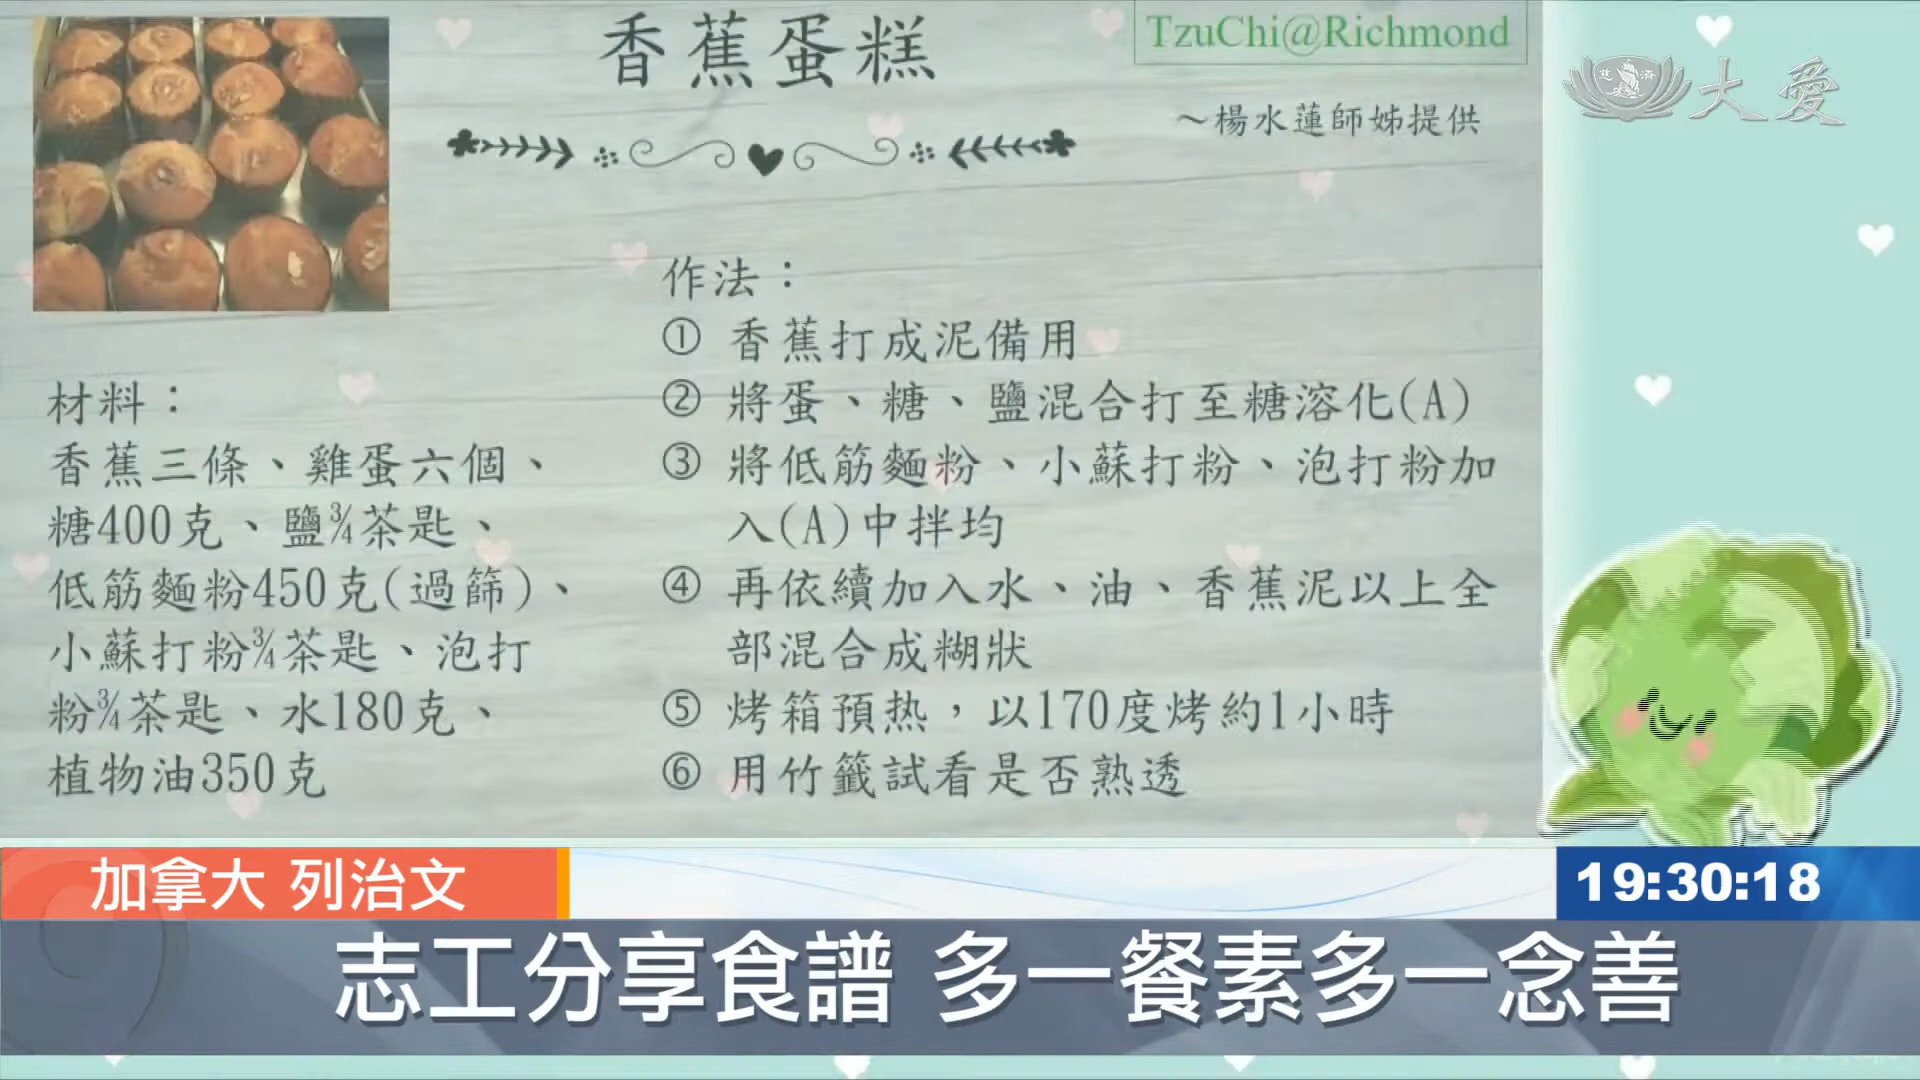 香蕉蛋糕
TzuChi@Richmond
～楊水蓮師姊提供
慈濟
大愛
材料：
香蕉三條、雞蛋六個、
糖400克、鹽¾茶匙、
低筋麵粉450克(過篩)、
小蘇打粉¾茶匙、泡打
粉¾茶匙、水180克、
植物油350克
作法：
① 香蕉打成泥備用
② 將蛋、糖、鹽混合打至糖溶化(A)
③ 將低筋麵粉、小蘇打粉、泡打粉加
入(A)中拌均
④ 再依續加入水、油、香蕉泥以上全
部混合成糊狀
⑤ 烤箱預热，以170度烤約1小時
⑥ 用竹籤試看是否熟透
加拿大 列治文
19:30:18
志工分享食譜 多一餐素多一念善